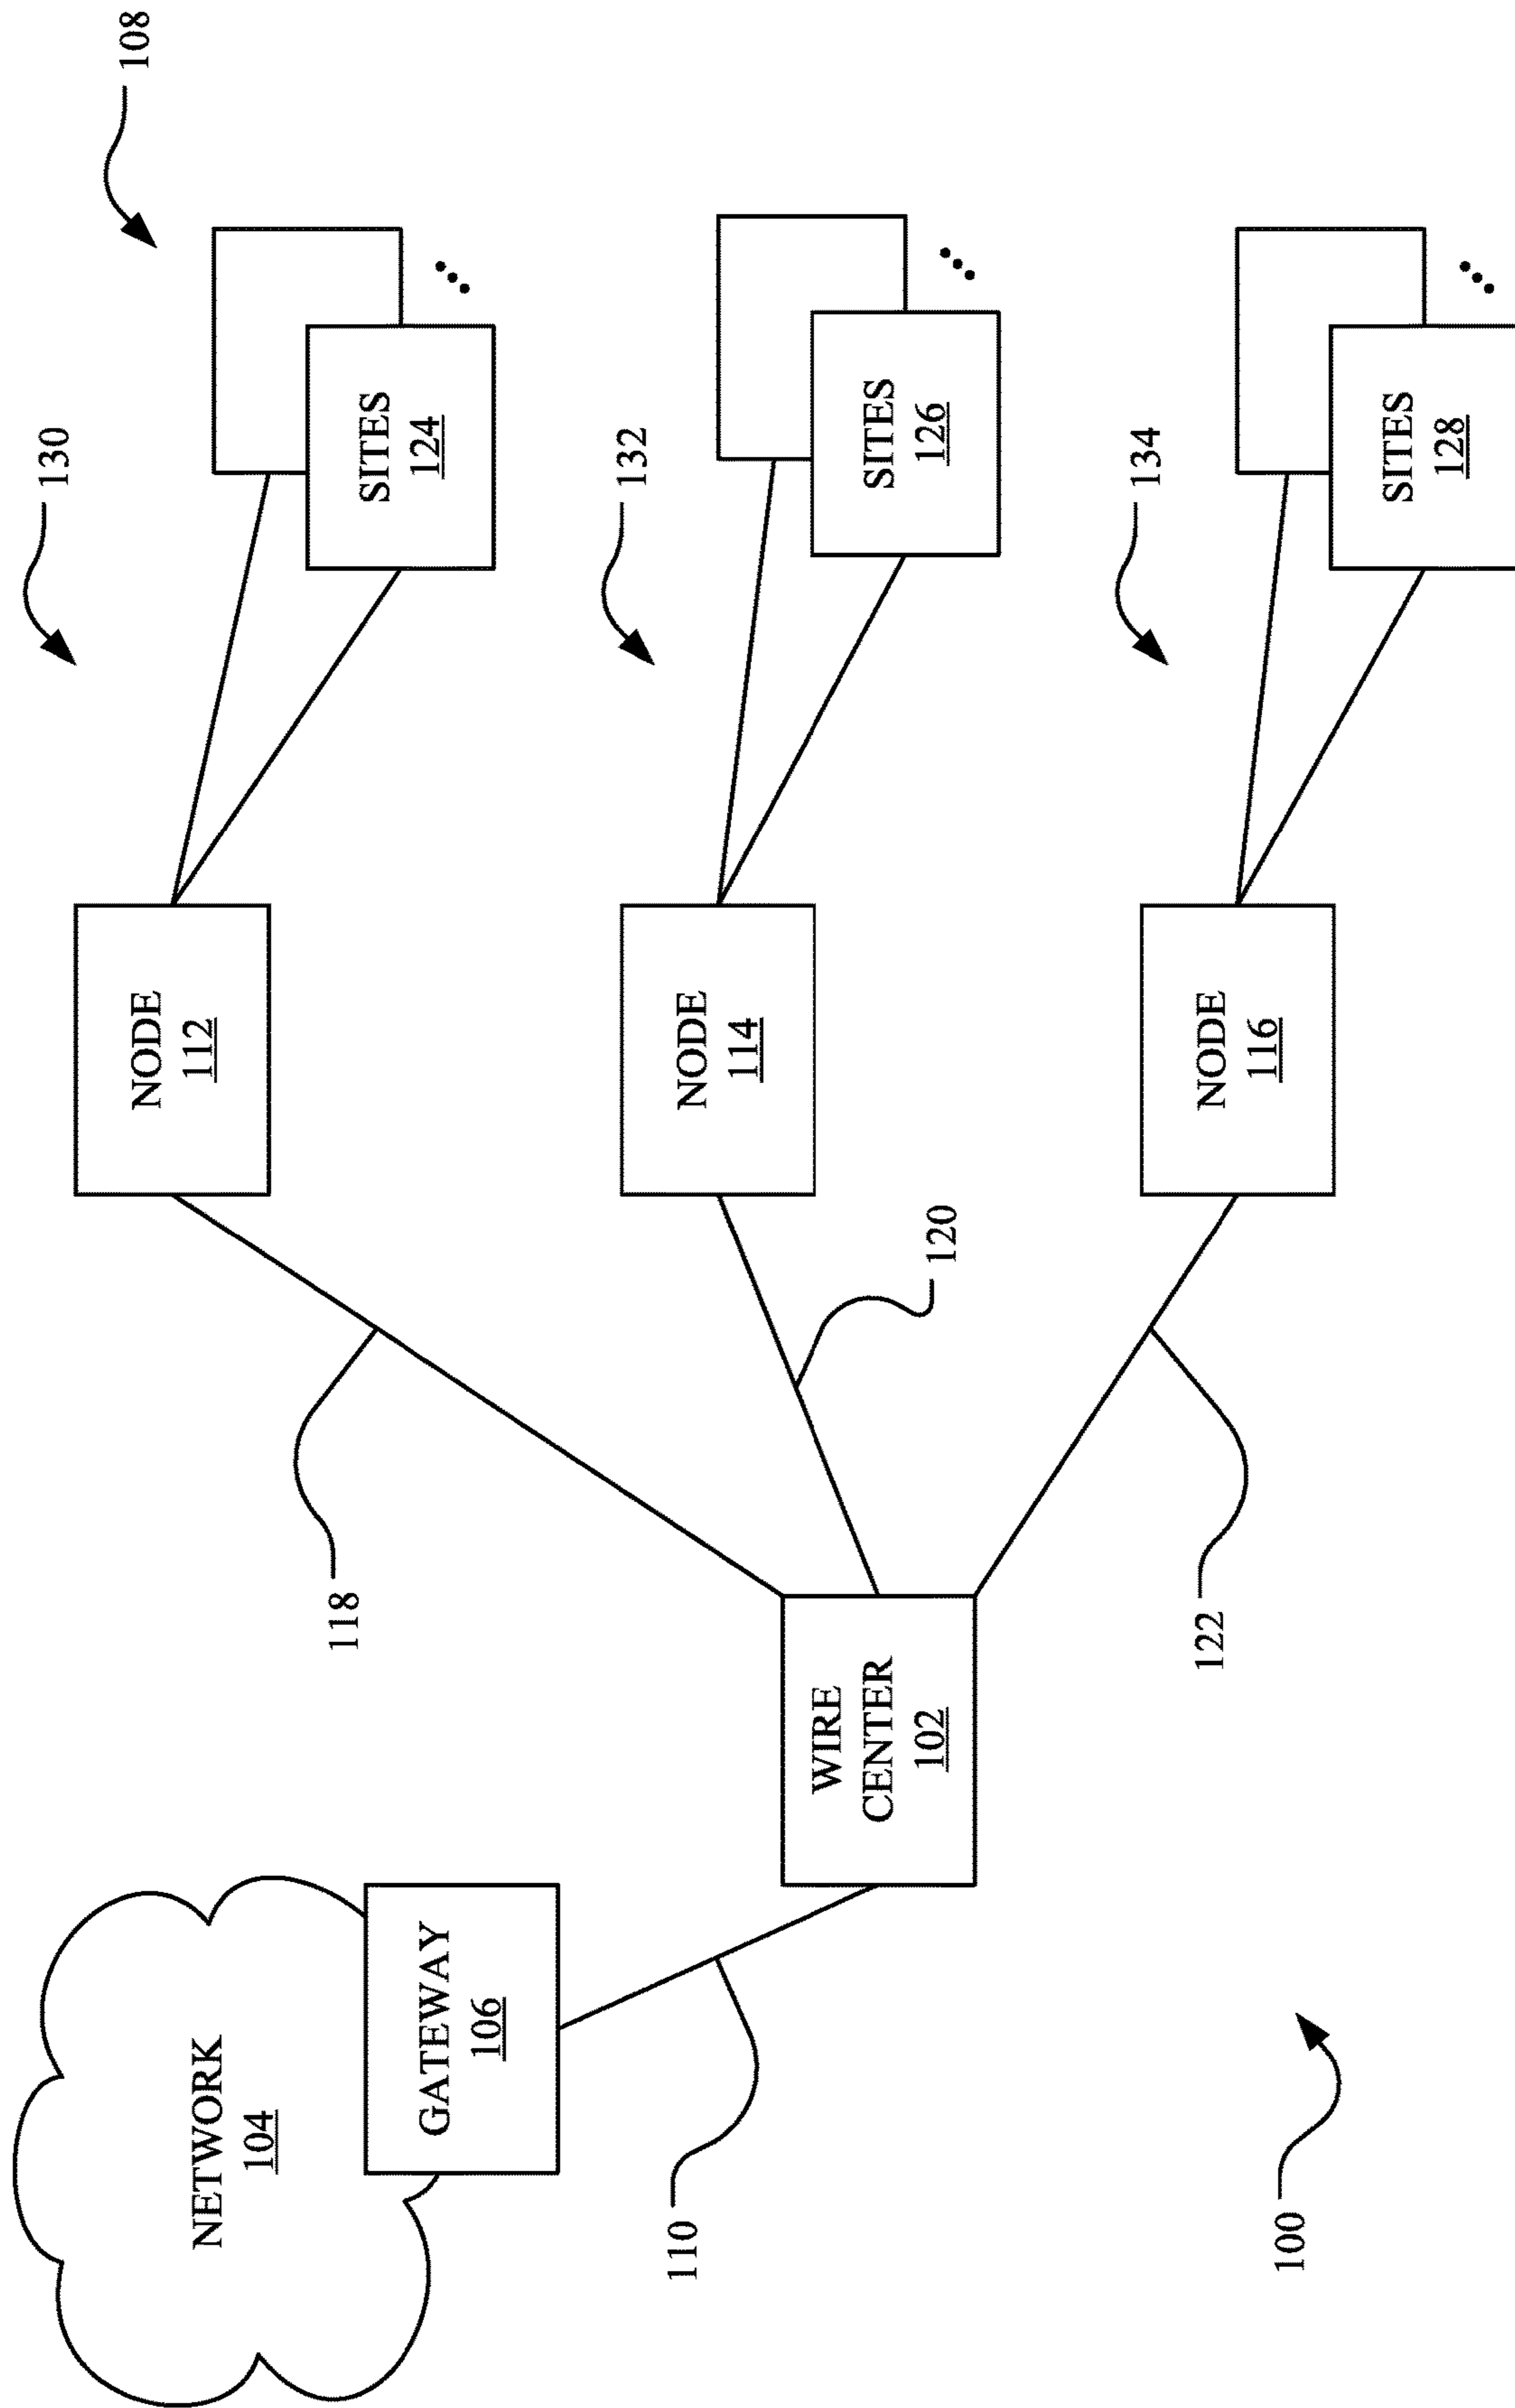 108
130
SITES
124
NODE
112
118
NETWORK
104
GATEWAY
106
110
WIRE
CENTER
102
132
SITES
126
NODE
114
120
134
SITES
128
NODE
116
122
100